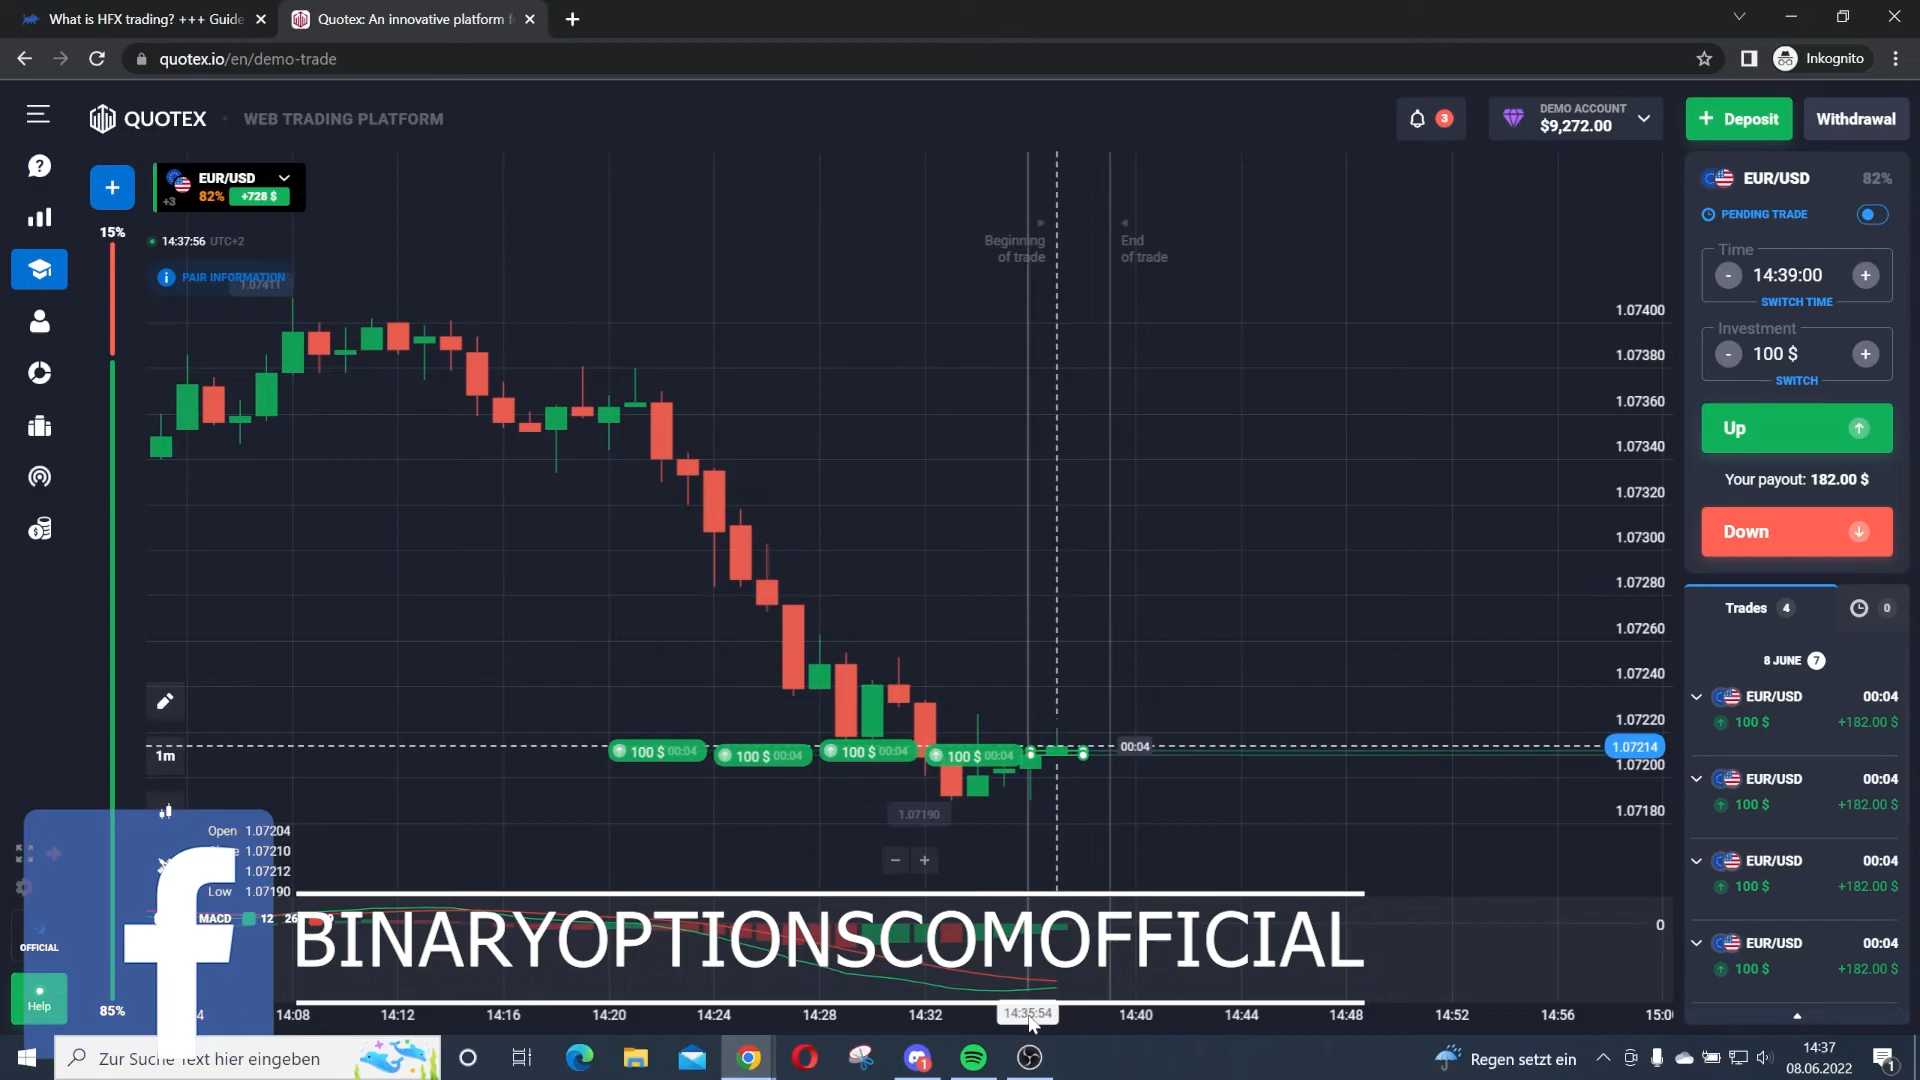 What is HFX trading? +++ Guide
Quotex: An innovative platform f
quotex.io/en/demo-trade
Inkognito
QUOTEX
WEB TRADING PLATFORM
3
DEMO ACCOUNT
$9,272.00
Deposit
Withdrawal
EUR/USD
+3
82%
+728 $
15%
14:37:56 UTC+2
PAIR INFORMATION
1.07411
Beginning
of trade
End
of trade
1.07400
1.07380
1.07360
1.07340
1.07320
1.07300
1.07280
1.07260
1.07240
1.07220
1.07214
1.07200
1.07180
100 $ 00:04
100 $ 00:04
100 $ 00:04
100 $ 00:04
00:04
1.07190
1m
Open 1.07204
1.07210
1.07212
Low 1.07190
MACD 12 26 9
0
OFFICIAL
Help
85%
BINARYOPTIONSCOMOFFICIAL
14:08
14:12
14:16
14:20
14:24
14:28
14:32
14:35:54
14:40
14:44
14:48
14:52
14:56
15:0
EUR/USD
82%
PENDING TRADE
Time
- 14:39:00 +
SWITCH TIME
Investment
- 100 $ +
SWITCH
Up
Your payout: 182.00 $
Down
Trades 4
0
8 JUNE 7
EUR/USD 00:04
100 $ +182.00 $
EUR/USD 00:04
100 $ +182.00 $
EUR/USD 00:04
100 $ +182.00 $
EUR/USD 00:04
100 $ +182.00 $
Zur Suche Text hier eingeben
1
Regen setzt ein
14:37
08.06.2022
1